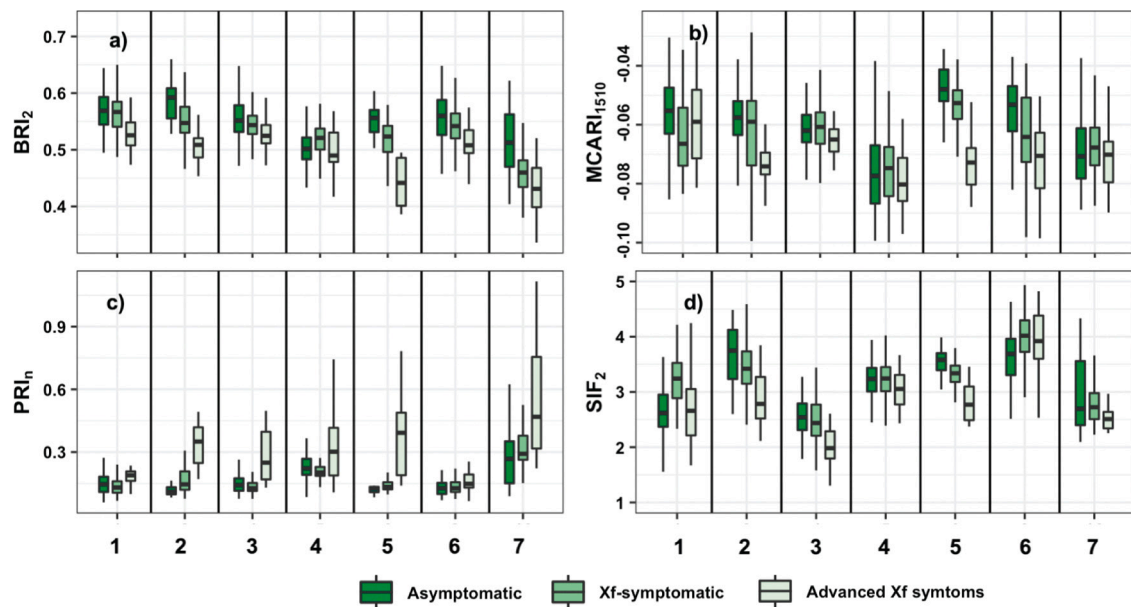 a)
BRI2
0.7
0.6
0.5
0.4
b)
MCARI1510
-0.04
-0.06
-0.08
-0.10
c)
PRIn
0.9
0.6
0.3
1 2 3 4 5 6 7
d)
SIF2
5
4
3
2
1
1 2 3 4 5 6 7
Asymptomatic Xf-symptomatic Advanced Xf symtoms